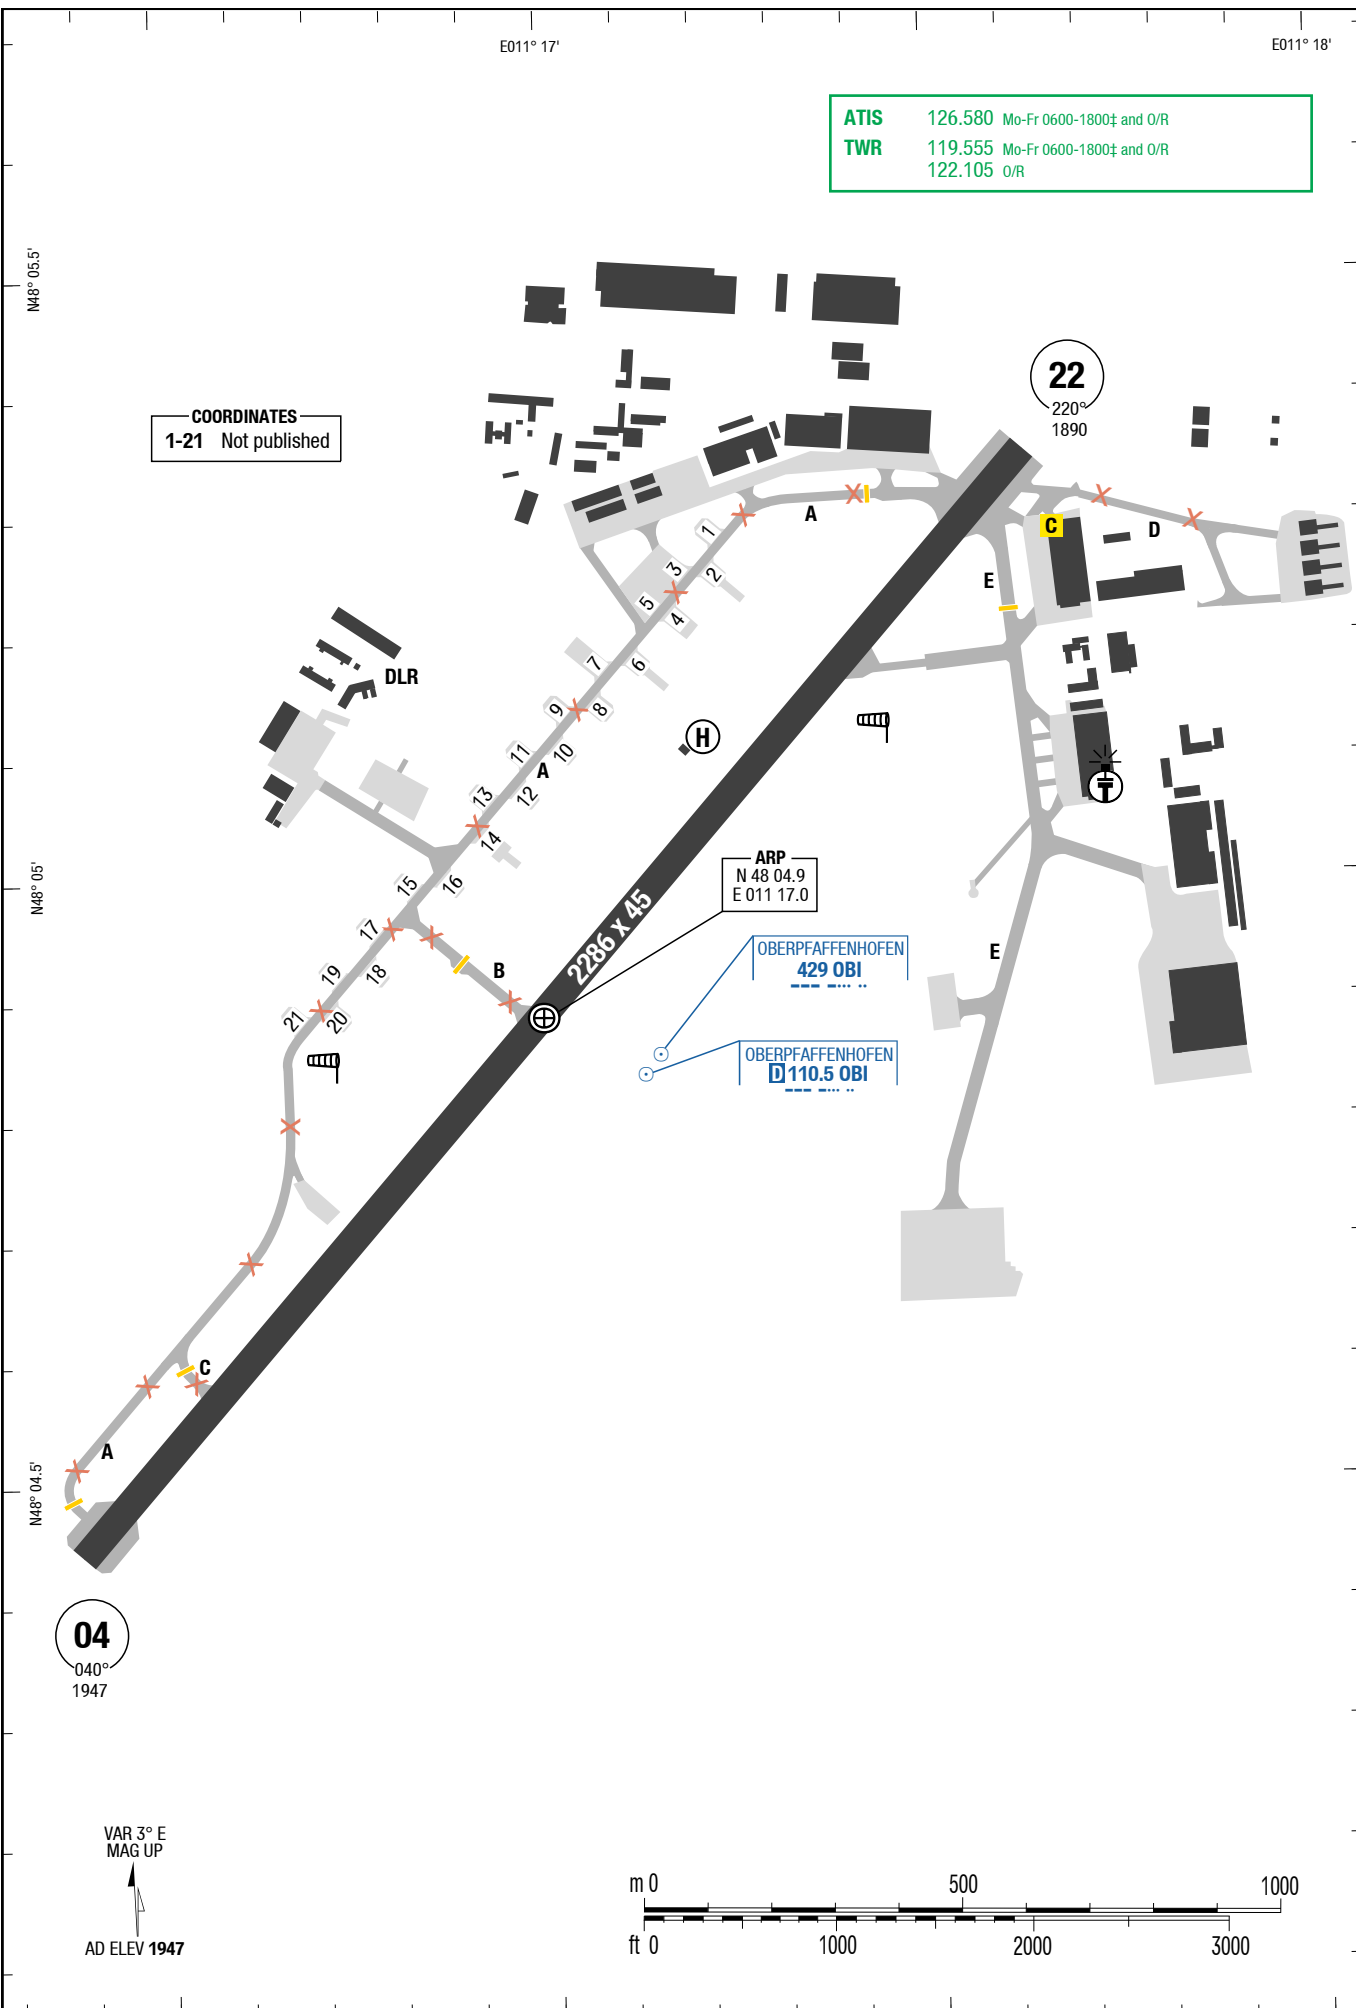 E011° 17'
E011° 18'
ATIS 126.580 Mo-Fr 0600-1800‡ and O/R
TWR 119.555 Mo-Fr 0600-1800‡ and O/R
122.105 O/R
N48° 05.5'
22
220°
1890
COORDINATES
1-21 Not published
A
C
D
E
1
2
3
4
5
6
7
8
9
10
11
A
12
13
14
15
16
17
18
19
20
21
DLR
H
T
N48° 05'
ARP
N 48 04.9
E 011 17.0
2286 x 45
B
E
OBERPFAFFENHOFEN
429 OBI
OBERPFAFFENHOFEN
D 110.5 OBI
C
A
N48° 04.5'
04
040°
1947
VAR 3° E
MAG UP
AD ELEV 1947
m 0 500 1000
ft 0 1000 2000 3000